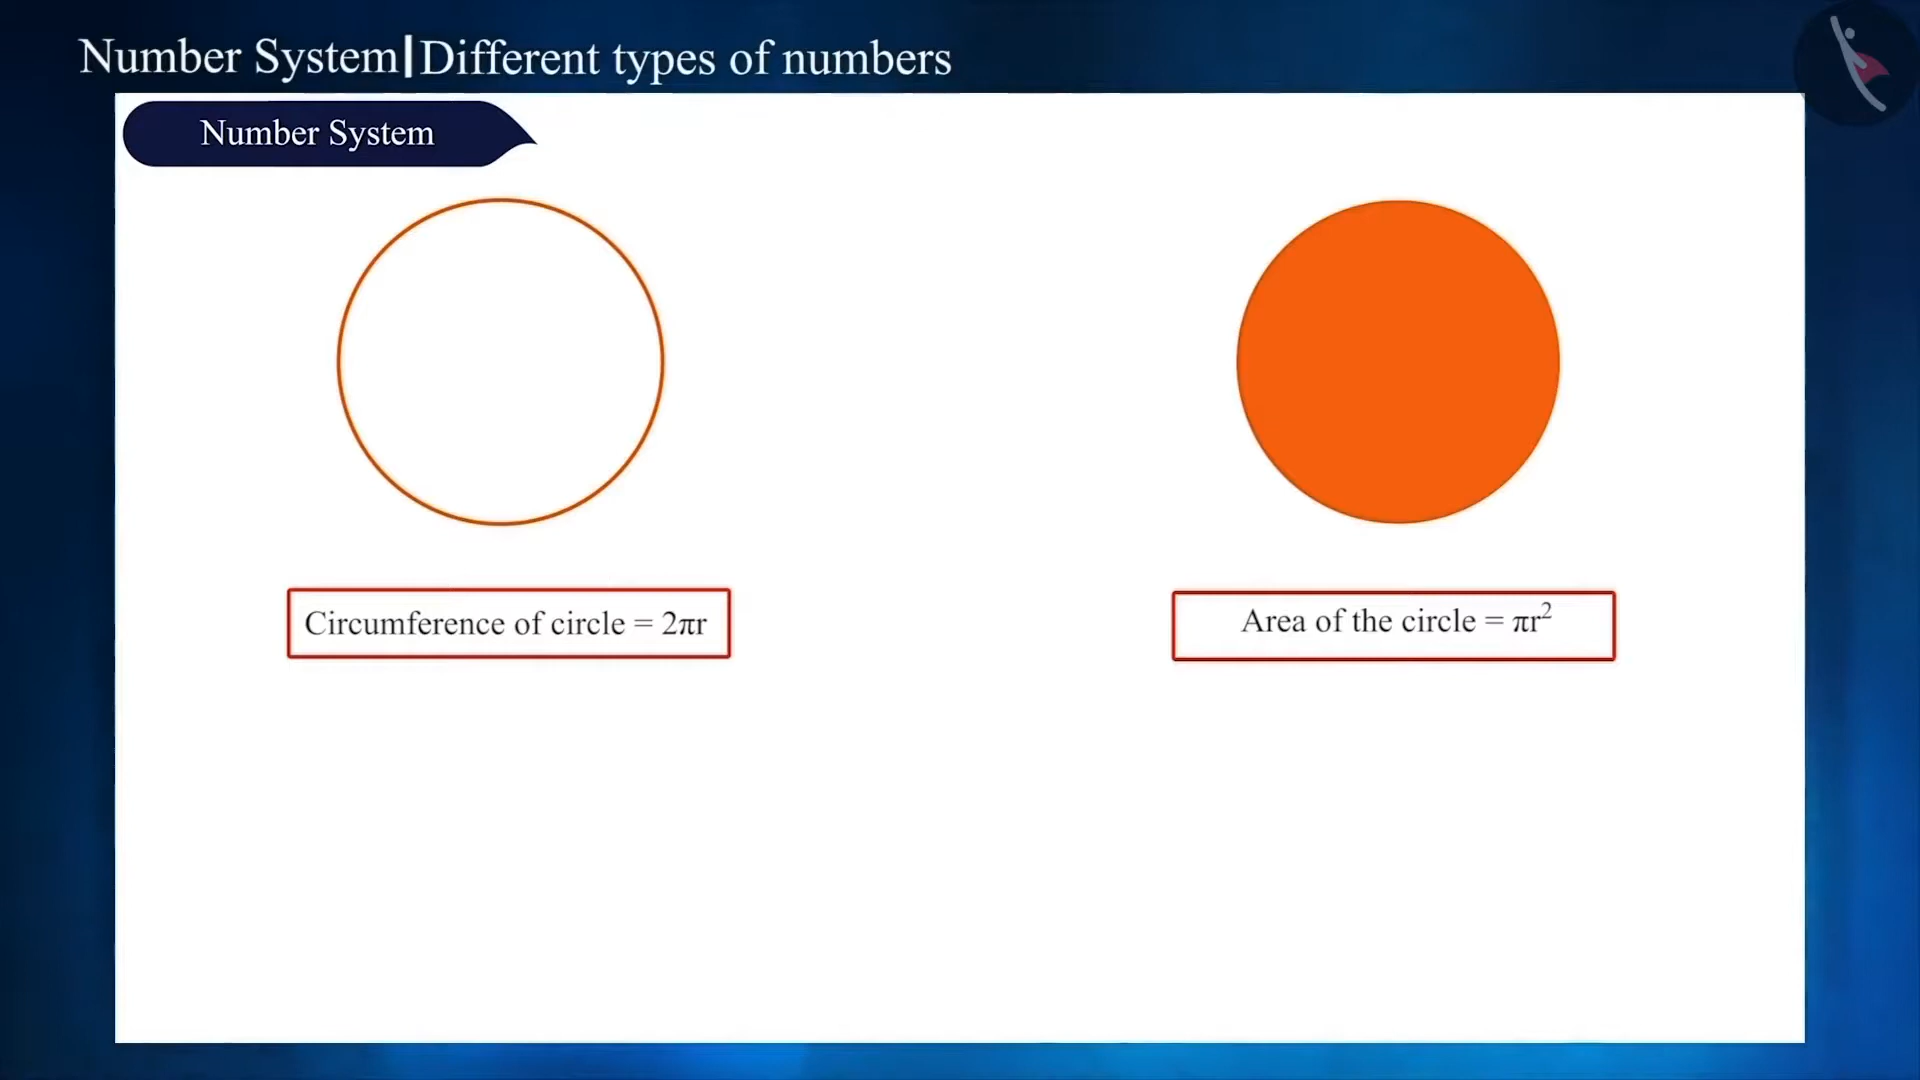 Number System|Different types of numbers
Number System
Circumference of circle = 2πr
Area of the circle = πr²